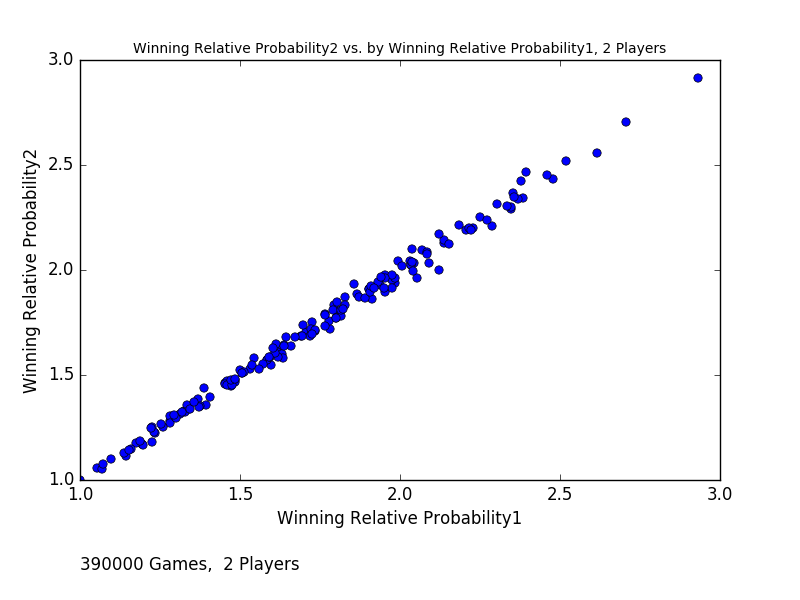 Winning Relative Probability2 vs. by Winning Relative Probability1, 2 Players
3.0
2.5
2.0
1.5
1.0
Winning Relative Probability2
1.0 1.5 2.0 2.5 3.0
Winning Relative Probability1
390000 Games,  2 Players